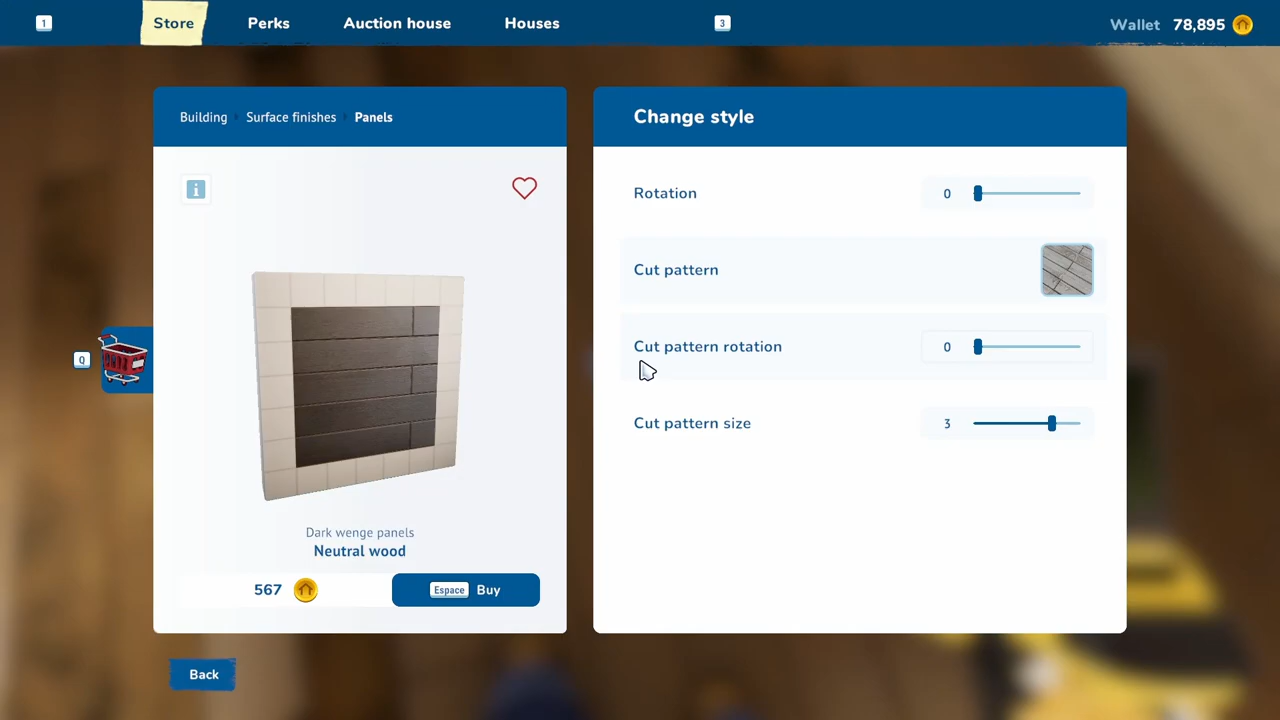 1
Store
Perks
Auction house
Houses
3
Wallet 78,895
Building
Surface finishes
Panels
Change style
i
Rotation
0
Cut pattern
Cut pattern rotation
0
Q
Cut pattern size
3
Dark wenge panels
Neutral wood
567
Espace Buy
Back